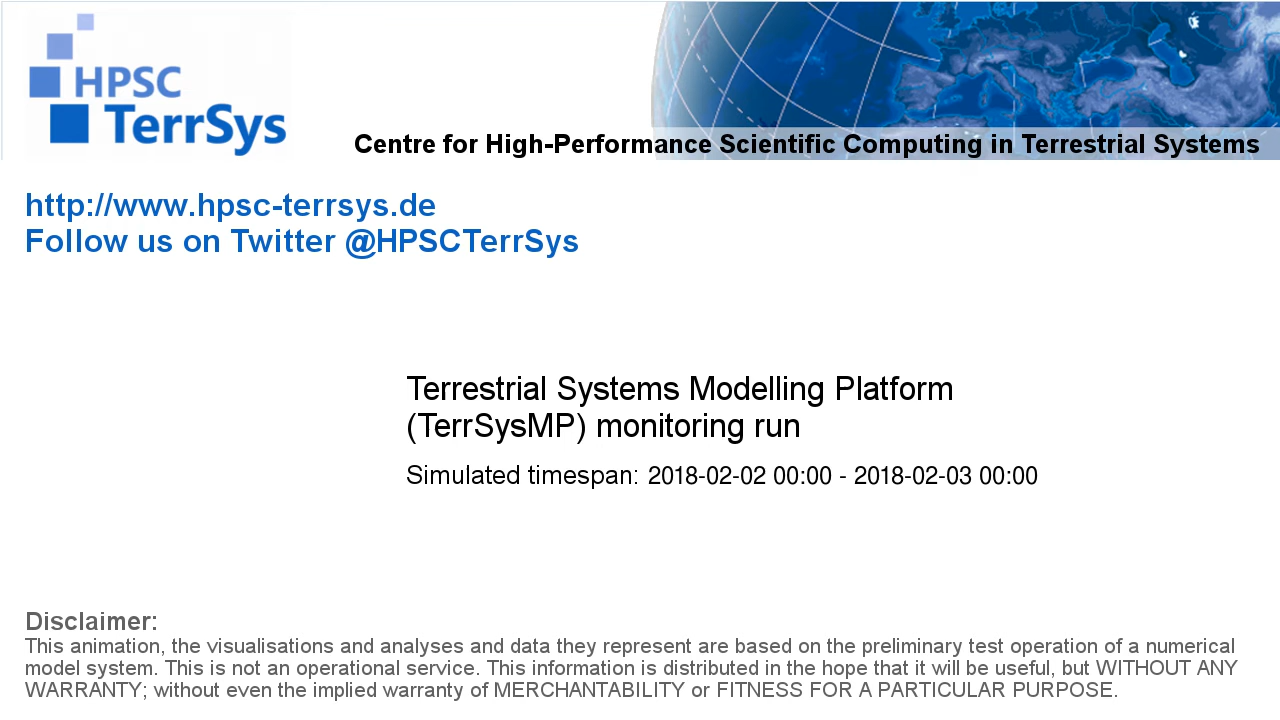 HPSC
TerrSys
Centre for High-Performance Scientific Computing in Terrestrial Systems
http://www.hpsc-terrsys.de
Follow us on Twitter @HPSCTerrSys
Terrestrial Systems Modelling Platform
(TerrSysMP) monitoring run
Simulated timespan: 2018-02-02 00:00 - 2018-02-03 00:00
Disclaimer:
This animation, the visualisations and analyses and data they represent are based on the preliminary test operation of a numerical
model system. This is not an operational service. This information is distributed in the hope that it will be useful, but WITHOUT ANY
WARRANTY; without even the implied warranty of MERCHANTABILITY or FITNESS FOR A PARTICULAR PURPOSE.